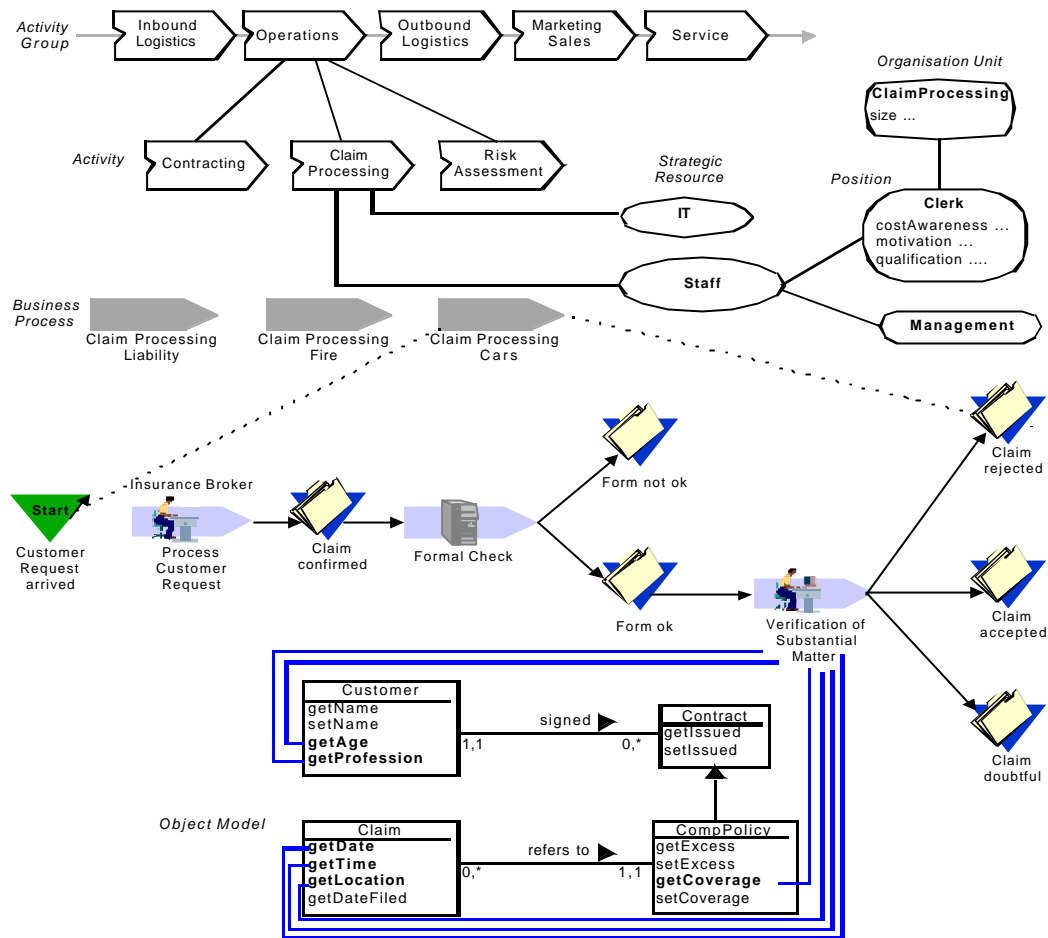 Activity
Group
Inbound
Logistics
Operations
Outbound
Logistics
Marketing
Sales
Service
Organisation Unit
ClaimProcessing
size ...
Activity
Contracting
Claim
Processing
Risk
Assessment
Strategic
Resource
IT
Position
Clerk
costAwareness ...
motivation ...
qualification ....
Staff
Management
Business
Process
Claim Processing
Liability
Claim Processing
Fire
Claim Processing
Cars
Claim
rejected
Form not ok
Start
Customer
Request
arrived
Insurance Broker
Process
Customer
Request
Claim
confirmed
Formal Check
Form ok
Verification of
Substantial
Matter
Claim
accepted
Claim
doubtful
Customer
getName
setName
getAge
getProfession
signed
1,1
0,*
Contract
getIssued
setIssued
Object Model
Claim
getDate
getTime
getLocation
getDateFiled
refers to
0,*
1,1
CompPolicy
getExcess
setExcess
getCoverage
setCoverage